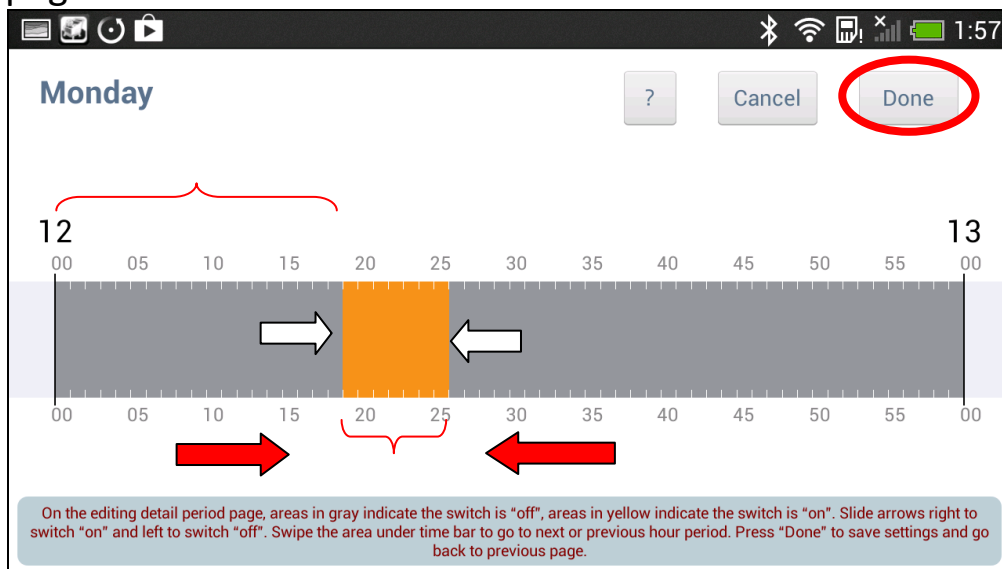 1:57
Monday
?
Cancel
Done
12 13
00 05 10 15 20 25 30 35 40 45 50 55 00
00 05 10 15 20 25 30 35 40 45 50 55 00
On the editing detail period page, areas in gray indicate the switch is “off”, areas in yellow indicate the switch is “on”. Slide arrows right to
switch “on” and left to switch “off”. Swipe the area under time bar to go to next or previous hour period. Press “Done” to save settings and go
back to previous page.